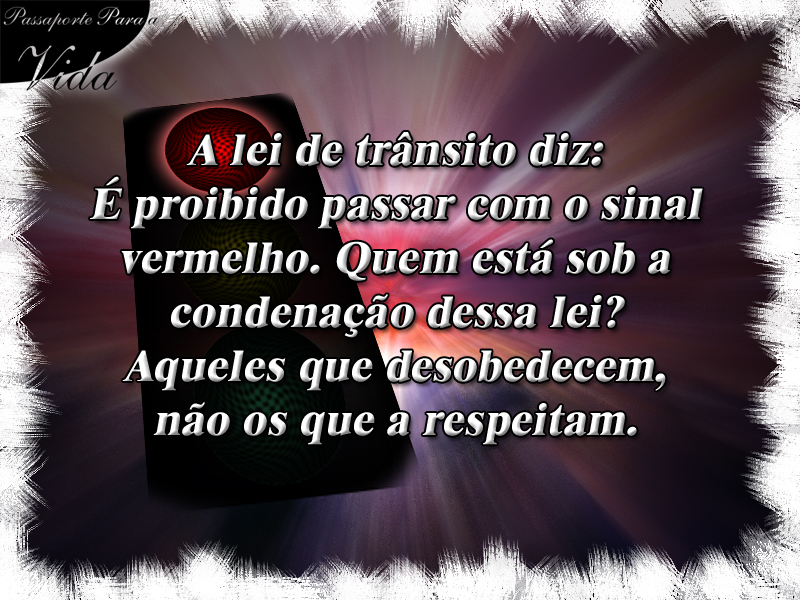 Passaporte Para a
Vida
A lei de trânsito diz:
É proibido passar com o sinal
vermelho. Quem está sob a
condenação dessa lei?
Aqueles que desobedecem,
não os que a respeitam.